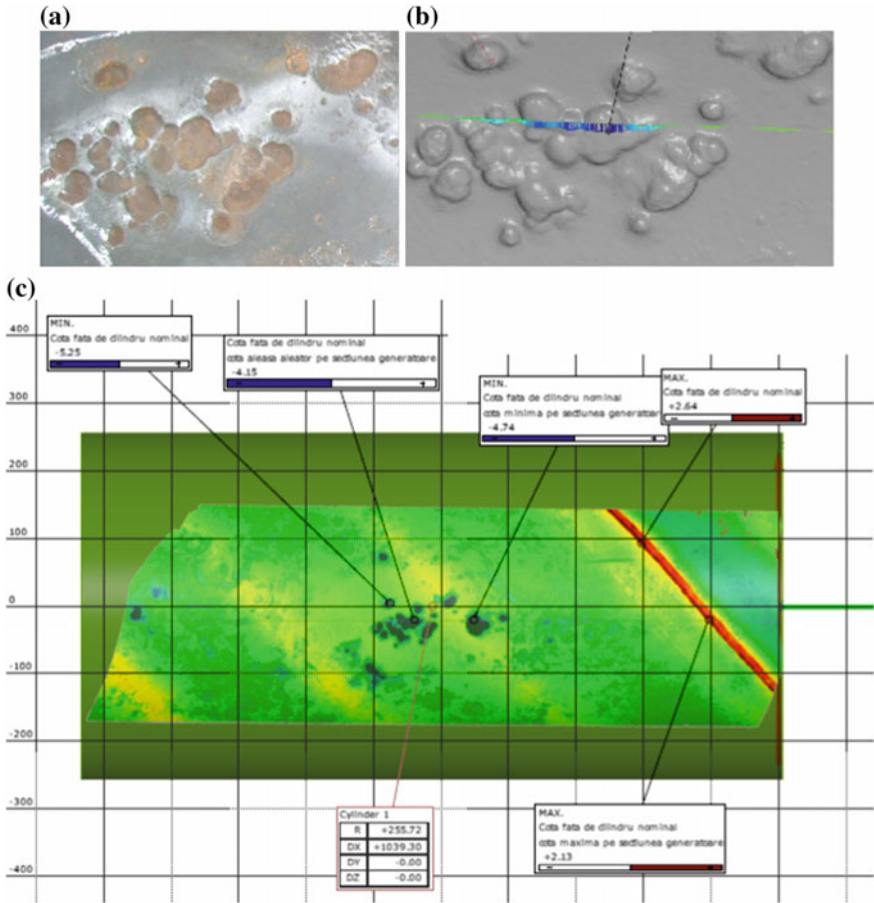 (a)
(b)
(c)
MIN.
Cota fata de cilindru nominal
-5.25
Cota fata de cilindru nominal
cota aleasa aleator pe sectiunea generatoare
-4.15
MIN.
Cota fata de cilindru nominal
cota minima pe sectiunea generatoare
-4.74
MAX.
Cota fata de cilindru nominal
+2.64
400
300
200
100
0
-100
-200
-300
-400
Cylinder 1
R +255.72
DX +1039.30
DY -0.00
DZ -0.00
MAX.
Cota fata de cilindru nominal
cota maxima pe sectiunea generatoare
+2.13